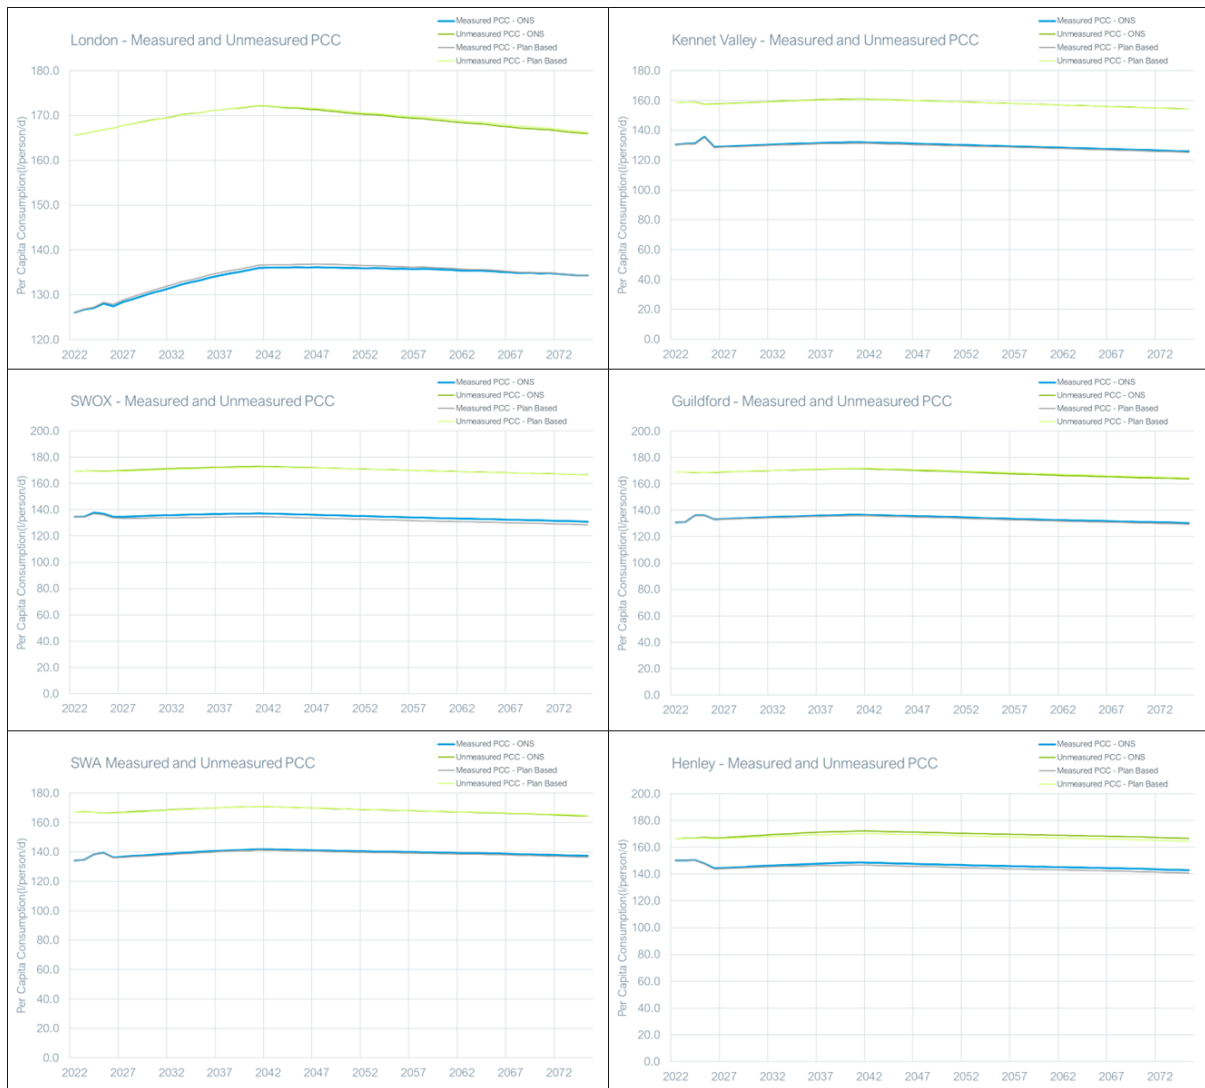 London - Measured and Unmeasured PCC
Measured PCC - ONS
Unmeasured PCC - ONS
Measured PCC - Plan Based
Unmeasured PCC - Plan Based
Per Capita Consumption(l/person/d)
180.0
170.0
160.0
150.0
140.0
130.0
120.0
2022 2027 2032 2037 2042 2047 2052 2057 2062 2067 2072
Kennet Valley - Measured and Unmeasured PCC
Measured PCC - ONS
Unmeasured PCC - ONS
Measured PCC - Plan Based
Unmeasured PCC - Plan Based
Per Capita Consumption(l/person/d)
180.0
160.0
140.0
120.0
100.0
80.0
60.0
40.0
20.0
0.0
2022 2027 2032 2037 2042 2047 2052 2057 2062 2067 2072
SWOX - Measured and Unmeasured PCC
Measured PCC - ONS
Unmeasured PCC - ONS
Measured PCC - Plan Based
Unmeasured PCC - Plan Based
Per Capita Consumption(l/person/d)
200.0
180.0
160.0
140.0
120.0
100.0
80.0
60.0
40.0
20.0
0.0
2022 2027 2032 2037 2042 2047 2052 2057 2062 2067 2072
Guildford - Measured and Unmeasured PCC
Measured PCC - ONS
Unmeasured PCC - ONS
Measured PCC - Plan Based
Unmeasured PCC - Plan Based
Per Capita Consumption(l/person/d)
200.0
180.0
160.0
140.0
120.0
100.0
80.0
60.0
40.0
20.0
0.0
2022 2027 2032 2037 2042 2047 2052 2057 2062 2067 2072
SWA Measured and Unmeasured PCC
Measured PCC - ONS
Unmeasured PCC - ONS
Measured PCC - Plan Based
Unmeasured PCC - Plan Based
Per Capita Consumption(l/person/d)
180.0
160.0
140.0
120.0
100.0
80.0
60.0
40.0
20.0
0.0
2022 2027 2032 2037 2042 2047 2052 2057 2062 2067 2072
Henley - Measured and Unmeasured PCC
Measured PCC - ONS
Unmeasured PCC - ONS
Measured PCC - Plan Based
Unmeasured PCC - Plan Based
Per Capita Consumption(l/person/d)
200.0
180.0
160.0
140.0
120.0
100.0
80.0
60.0
40.0
20.0
0.0
2022 2027 2032 2037 2042 2047 2052 2057 2062 2067 2072